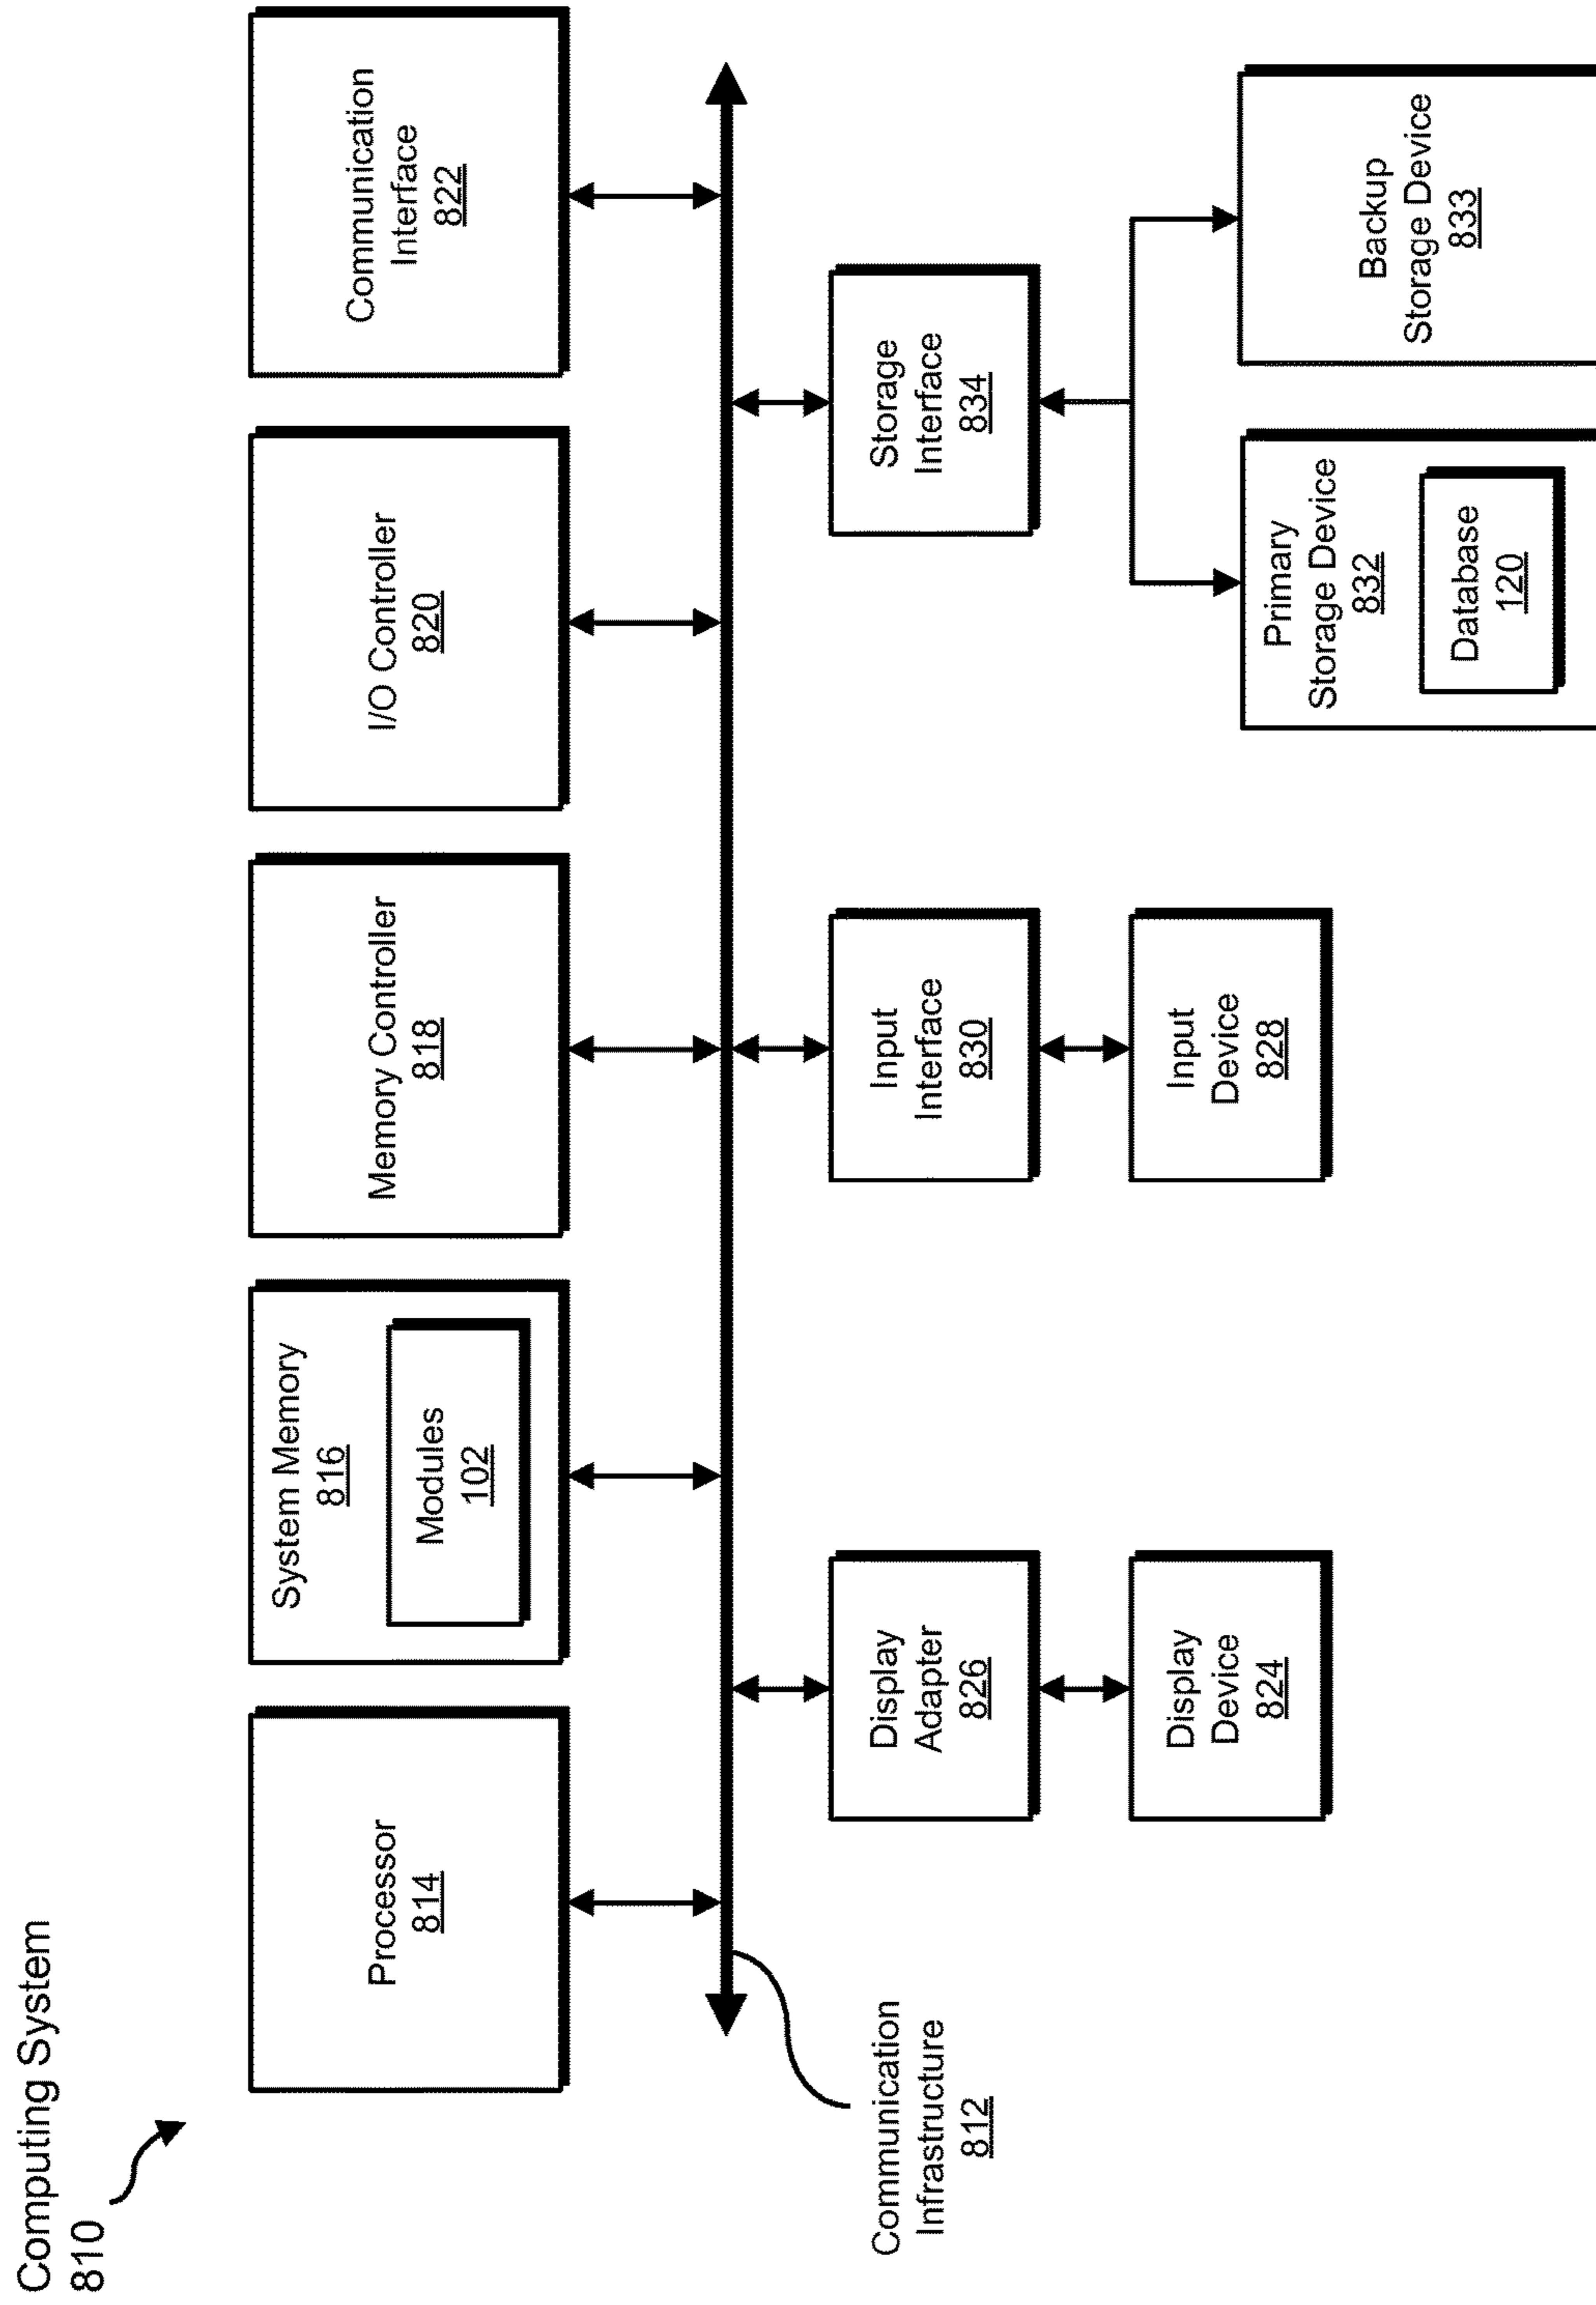 Computing System
810
Processor
814
System Memory
816
Modules
102
Memory Controller
818
I/O Controller
820
Communication
Interface
822
Communication
Infrastructure
812
Display
Adapter
826
Input
Interface
830
Storage
Interface
834
Display
Device
824
Input
Device
828
Primary
Storage Device
832
Database
120
Backup
Storage Device
833